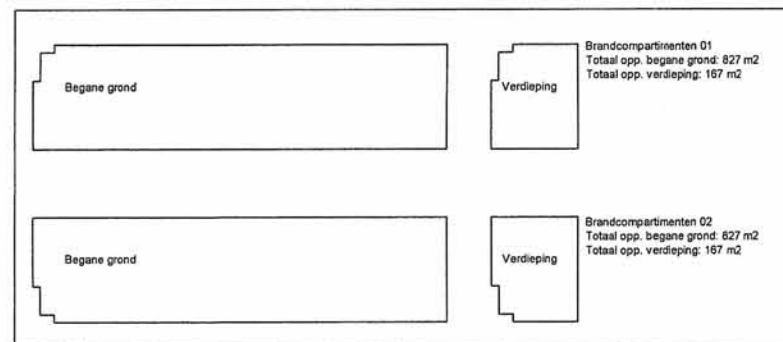 Brandcompartimenten 01
Totaal opp. begane grond: 827 m2
Totaal opp. verdieping: 167 m2
Begane grond
Verdieping
Brandcompartimenten 02
Totaal opp. begane grond: 827 m2
Totaal opp. verdieping: 167 m2
Begane grond
Verdieping